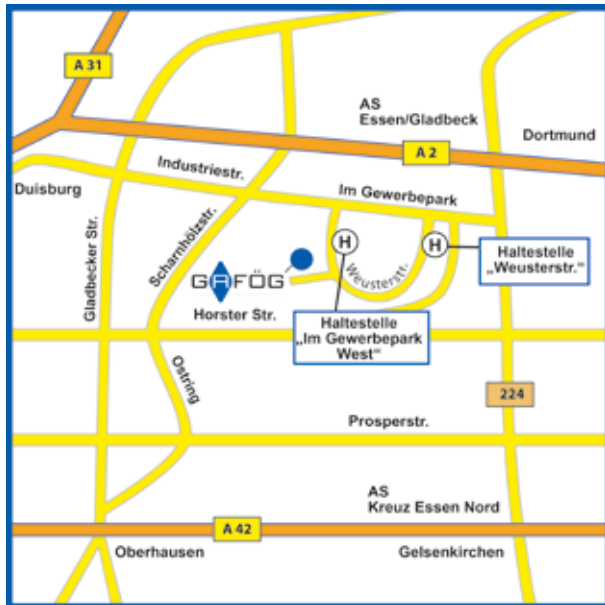 A 31
AS
Essen/Gladbeck
Dortmund
A 2
Industriestr.
Duisburg
Im Gewerbepark
Gladbecker Str.
Scharnhölzstr.
H
H
Weusterstr.
Haltestelle
„Weusterstr.“
GAFÖG
Horster Str.
Haltestelle
„Im Gewerbepark
West“
Ostring
224
Prosperstr.
AS
Kreuz Essen Nord
A 42
Oberhausen
Gelsenkirchen